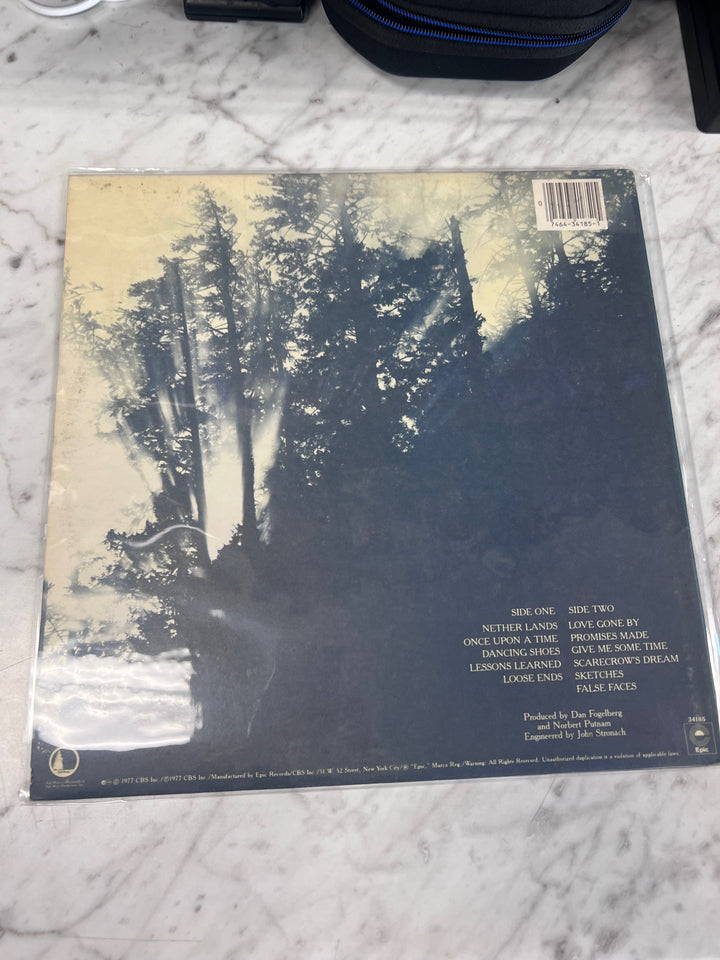 0
7464-34185-1
SIDE ONE
NETHER LANDS
ONCE UPON A TIME
DANCING SHOES
LESSONS LEARNED
LOOSE ENDS
SIDE TWO
LOVE GONE BY
PROMISES MADE
GIVE ME SOME TIME
SCARECROW'S DREAM
SKETCHES
FALSE FACES
Produced by Dan Fogelberg
and Norbert Putnam
Engineered by John Stronach
34185
Epic
© 1977 CBS Inc./℗1977 CBS Inc./Manufactured by Epic Records/CBS Inc./51 W. 52 Street, New York City/® "Epic," Marca Reg./Warning: All Rights Reserved. Unauthorized duplication is a violation of applicable laws.